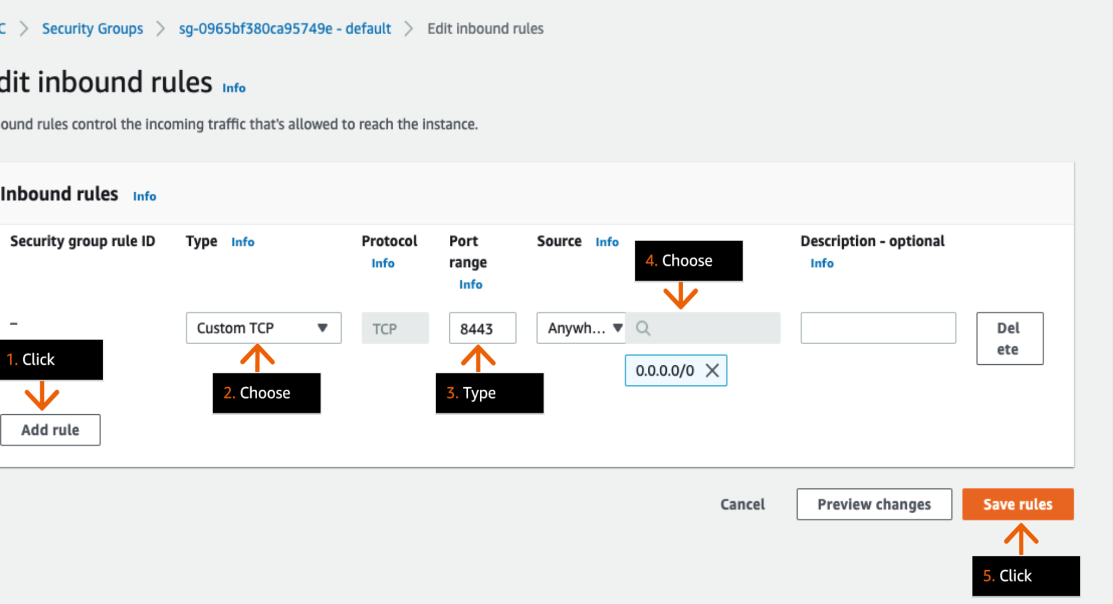 C > Security Groups > sg-0965bf380ca95749e - default > Edit inbound rules
dit inbound rules Info
ound rules control the incoming traffic that's allowed to reach the instance.
Inbound rules Info
Security group rule ID
Type Info
Protocol
Info
Port
range
Info
Source Info
Description - optional
Info
4. Choose
–
Custom TCP
TCP
8443
Anywh...
Del
ete
0.0.0.0/0
1. Click
2. Choose
3. Type
Add rule
Cancel
Preview changes
Save rules
5. Click